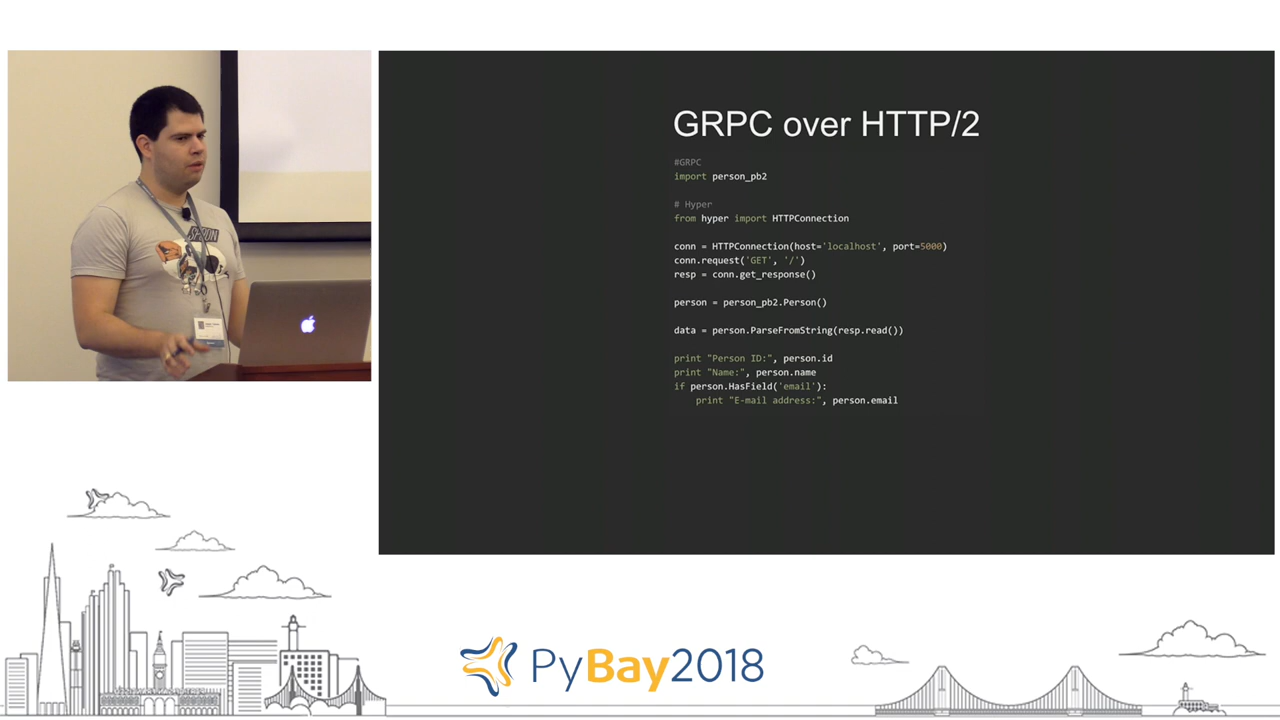 SPOON
GRPC over HTTP/2
#GRPC
import person_pb2
# Hyper
from hyper import HTTPConnection
conn = HTTPConnection(host='localhost', port=5000)
conn.request('GET', '/')
resp = conn.get_response()
person = person_pb2.Person()
data = person.ParseFromString(resp.read())
print "Person ID:", person.id
print "Name:", person.name
if person.HasField('email'):
    print "E-mail address:", person.email
PyBay2018